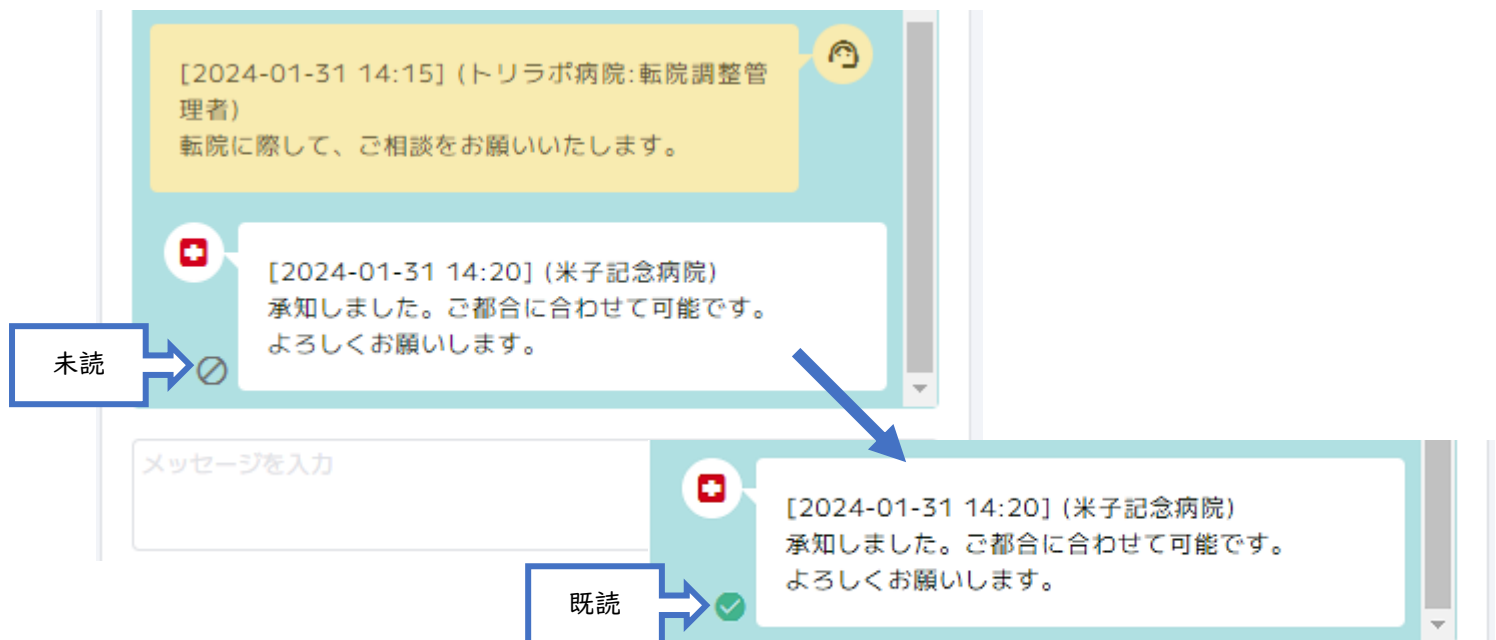 [2024-01-31 14:15] (トリラポ病院:転院調整管
理者)
転院に際して、ご相談をお願いいたします。
[2024-01-31 14:20] (米子記念病院)
承知しました。ご都合に合わせて可能です。
よろしくお願いします。
未読
メッセージを入力
[2024-01-31 14:20] (米子記念病院)
承知しました。ご都合に合わせて可能です。
よろしくお願いします。
既読